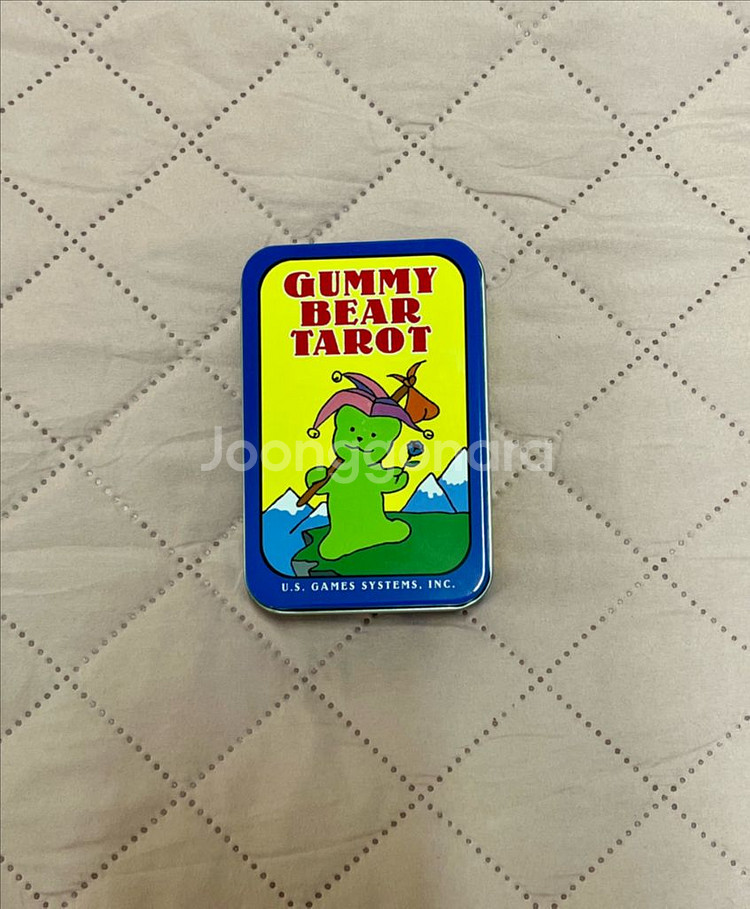 GUMMY
BEAR
TAROT
Joonggonara
U.S. GAMES SYSTEMS, INC.